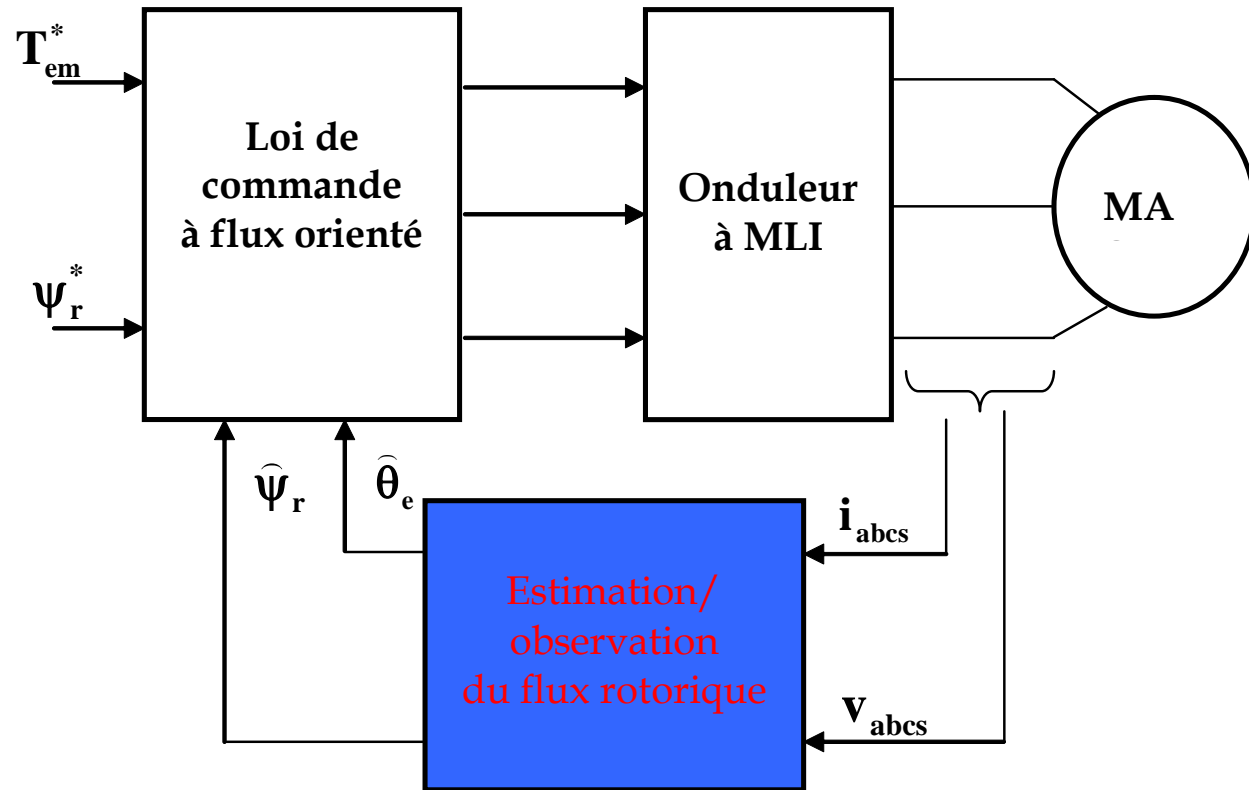 T*em
Loi de
commande
à flux orienté
ψ*r
Onduleur
à MLI
MA
ψ̂r
θ̂e
iabcs
Estimation/
observation
du flux rotorique
vabcs